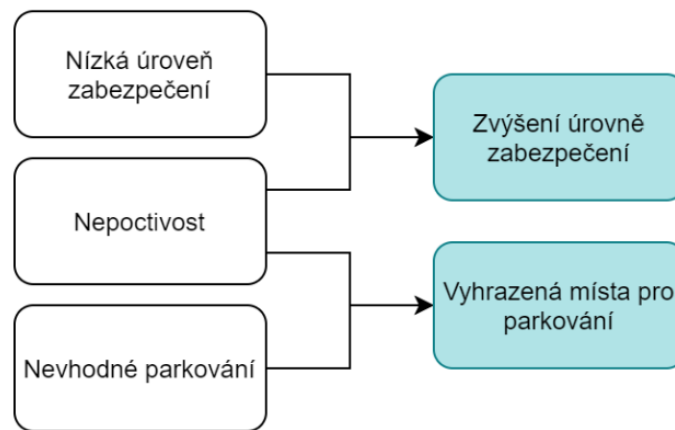 Nízká úroveň
zabezpečení
Nepoctivost
Nevhodné parkování
Zvýšení úrovně
zabezpečení
Vyhrazená místa pro
parkování